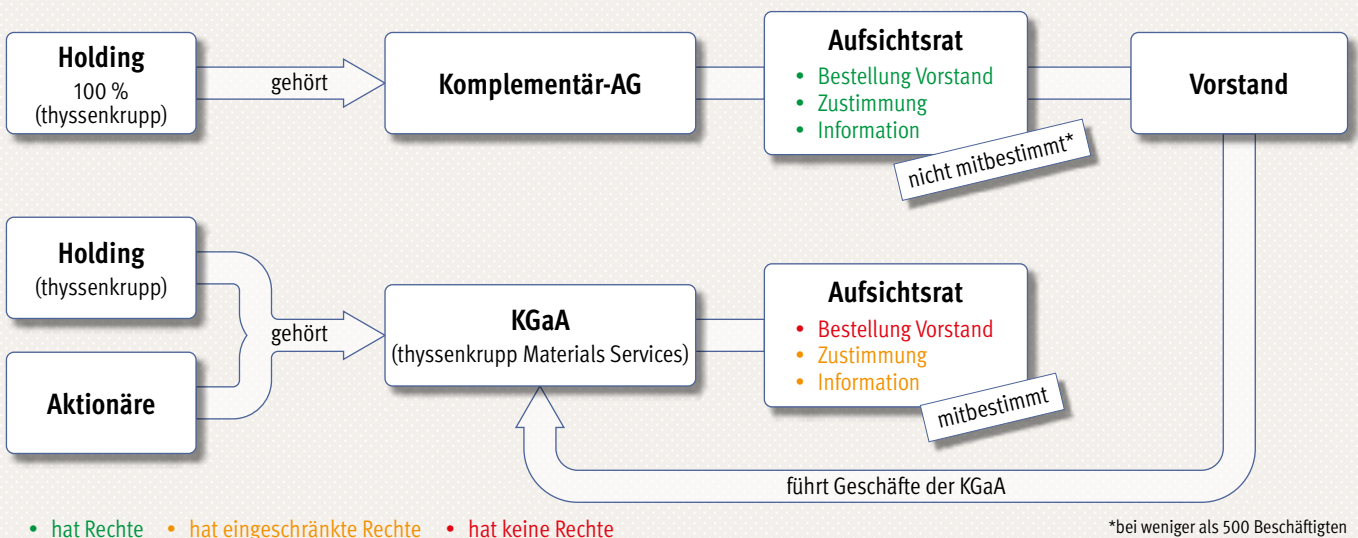 Holding
100 %
(thyssenkrupp)
gehört
Komplementär-AG
Aufsichtsrat
• Bestellung Vorstand
• Zustimmung
• Information
nicht mitbestimmt*
Vorstand
Holding
(thyssenkrupp)
Aktionäre
gehört
KGaA
(thyssenkrupp Materials Services)
Aufsichtsrat
• Bestellung Vorstand
• Zustimmung
• Information
mitbestimmt
führt Geschäfte der KGaA
• hat Rechte • hat eingeschränkte Rechte • hat keine Rechte
*bei weniger als 500 Beschäftigten